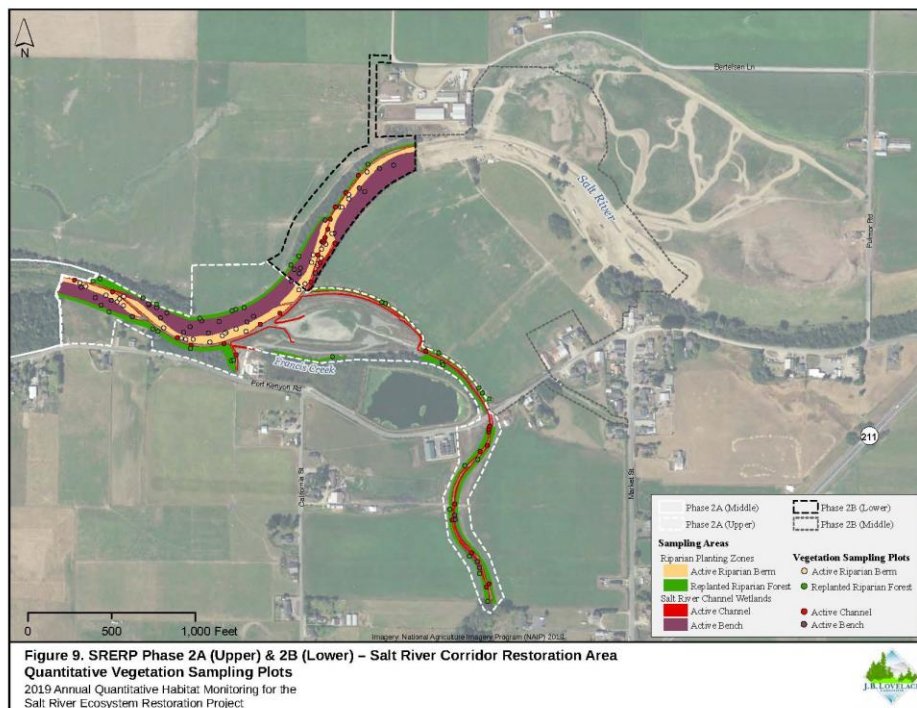 N
Bertelsen Ln
Salt River
Fulmor Rd
Francis Creek
Port Kenyon Rd
California St
Market St
211
Phase 2A (Middle)
Phase 2A (Upper)
Phase 2B (Lower)
Phase 2B (Middle)
Sampling Areas
Riparian Planting Zones
Active Riparian Berm
Replanted Riparian Forest
Salt River Channel Wetlands
Active Channel
Active Bench
Vegetation Sampling Plots
Active Riparian Berm
Replanted Riparian Forest
Active Channel
Active Bench
0 500 1,000 Feet
Imagery: National Agriculture Imagery Program (NAIP)
Figure 9. SRERP Phase 2A (Upper) & 2B (Lower) – Salt River Corridor Restoration Area
Quantitative Vegetation Sampling Plots
2019 Annual Quantitative Habitat Monitoring for the
Salt River Ecosystem Restoration Project
J.B. LOVELACE